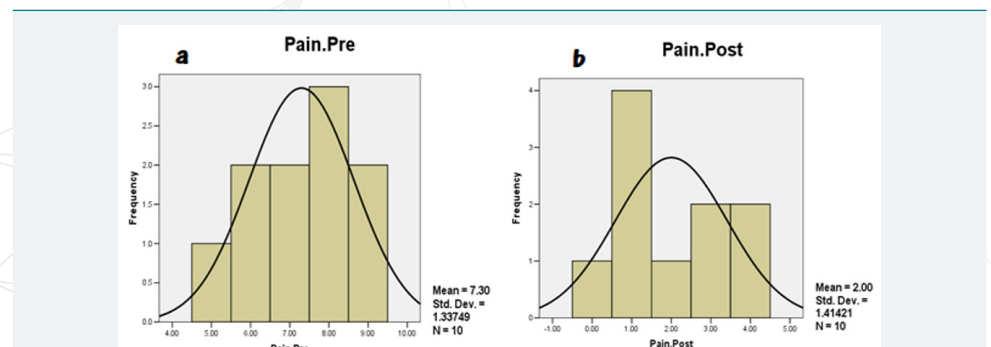 a
Pain.Pre
Frequency
3.0
2.5
2.0
1.5
1.0
0.5
0.0
4.00 5.00 6.00 7.00 8.00 9.00 10.00
Mean = 7.30
Std. Dev. =
1.33749
N = 10
Pain.Pre
b
Pain.Post
Frequency
4
3
2
1
0
-1.00 0.00 1.00 2.00 3.00 4.00 5.00
Mean = 2.00
Std. Dev. =
1.41421
N = 10
Pain.Post